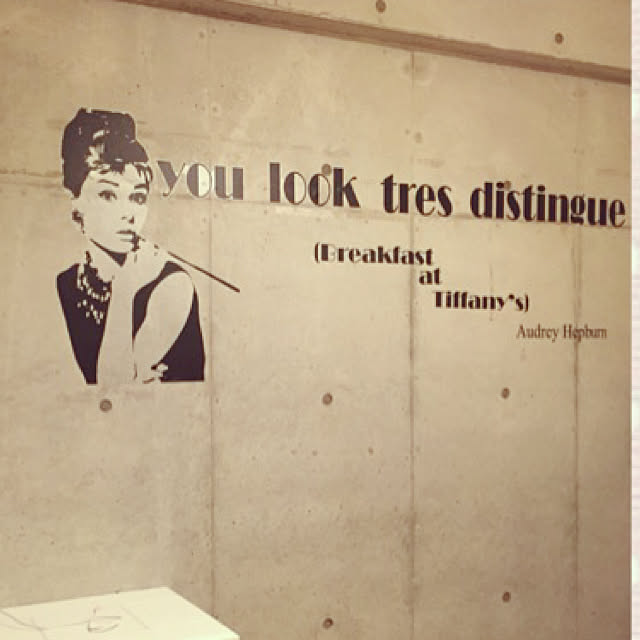 you look tres distingue
(Breakfast
at
Tiffany's)
Audrey Hepburn